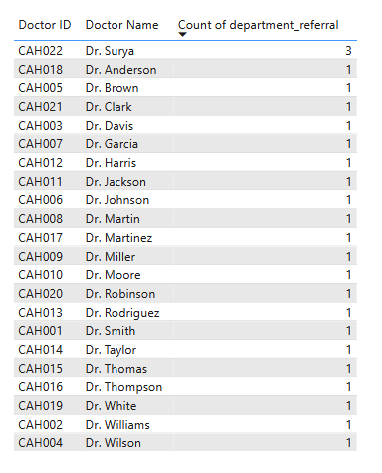 Doctor ID Doctor Name Count of department_referral
CAH022 Dr. Surya 3
CAH018 Dr. Anderson 1
CAH005 Dr. Brown 1
CAH021 Dr. Clark 1
CAH003 Dr. Davis 1
CAH007 Dr. Garcia 1
CAH012 Dr. Harris 1
CAH011 Dr. Jackson 1
CAH006 Dr. Johnson 1
CAH008 Dr. Martin 1
CAH017 Dr. Martinez 1
CAH009 Dr. Miller 1
CAH010 Dr. Moore 1
CAH020 Dr. Robinson 1
CAH013 Dr. Rodriguez 1
CAH001 Dr. Smith 1
CAH014 Dr. Taylor 1
CAH015 Dr. Thomas 1
CAH016 Dr. Thompson 1
CAH019 Dr. White 1
CAH002 Dr. Williams 1
CAH004 Dr. Wilson 1